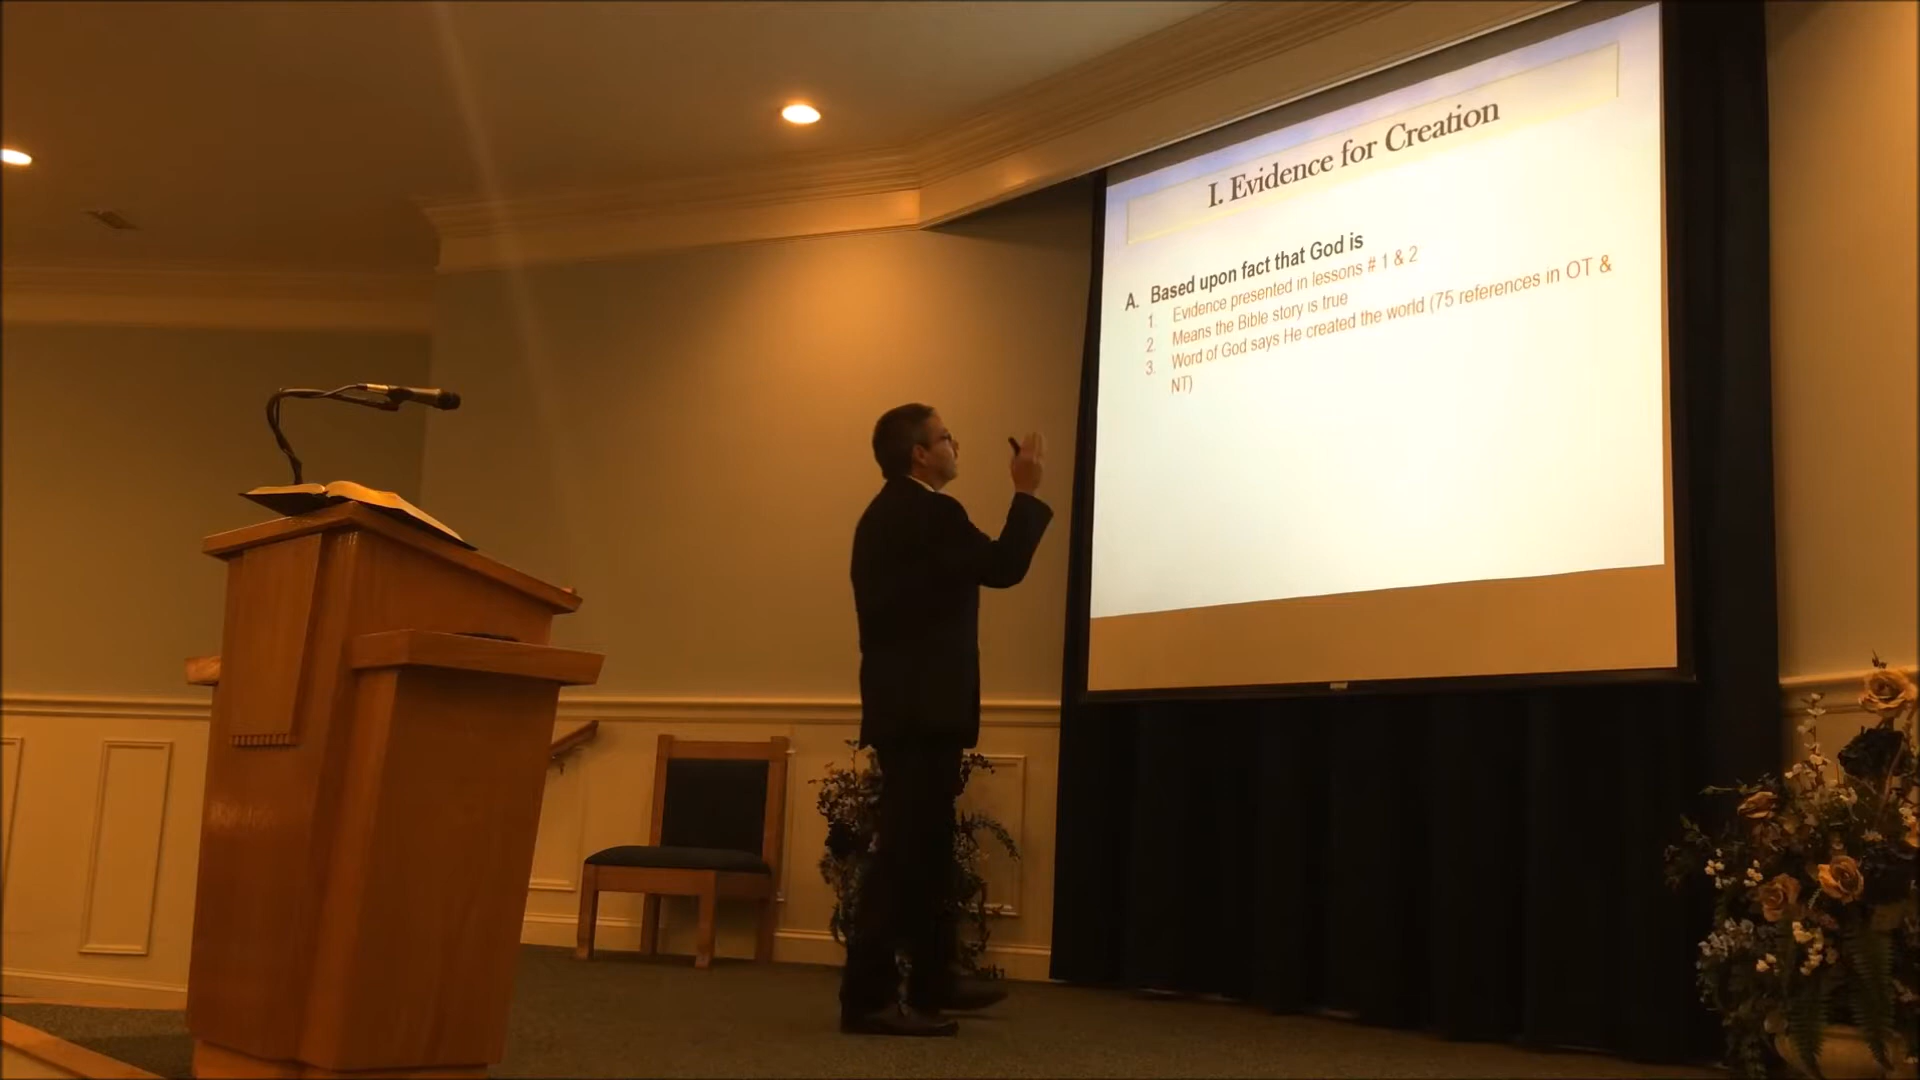 I. Evidence for Creation
A. Based upon fact that God is
1. Evidence presented in lessons # 1 & 2
2. Means the Bible story is true
3. Word of God says He created the world (75 references in OT &
NT)